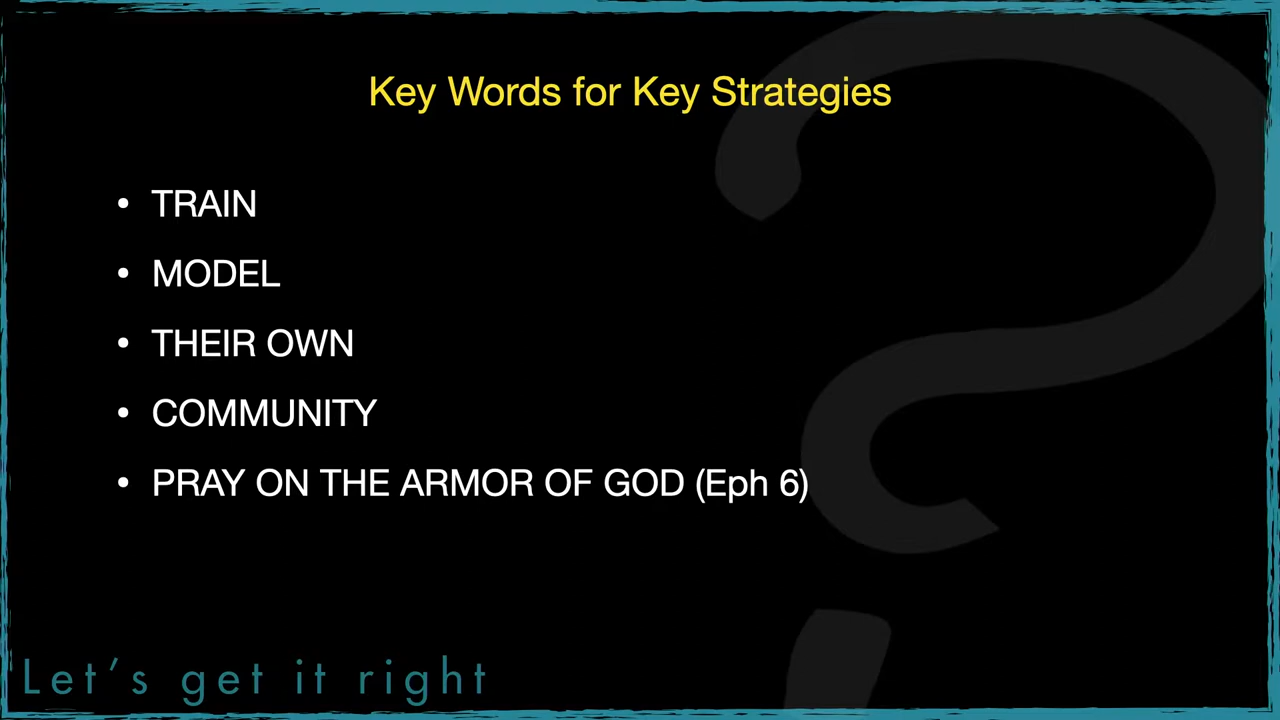 Key Words for Key Strategies
• TRAIN
• MODEL
• THEIR OWN
• COMMUNITY
• PRAY ON THE ARMOR OF GOD (Eph 6)
Let's get it right